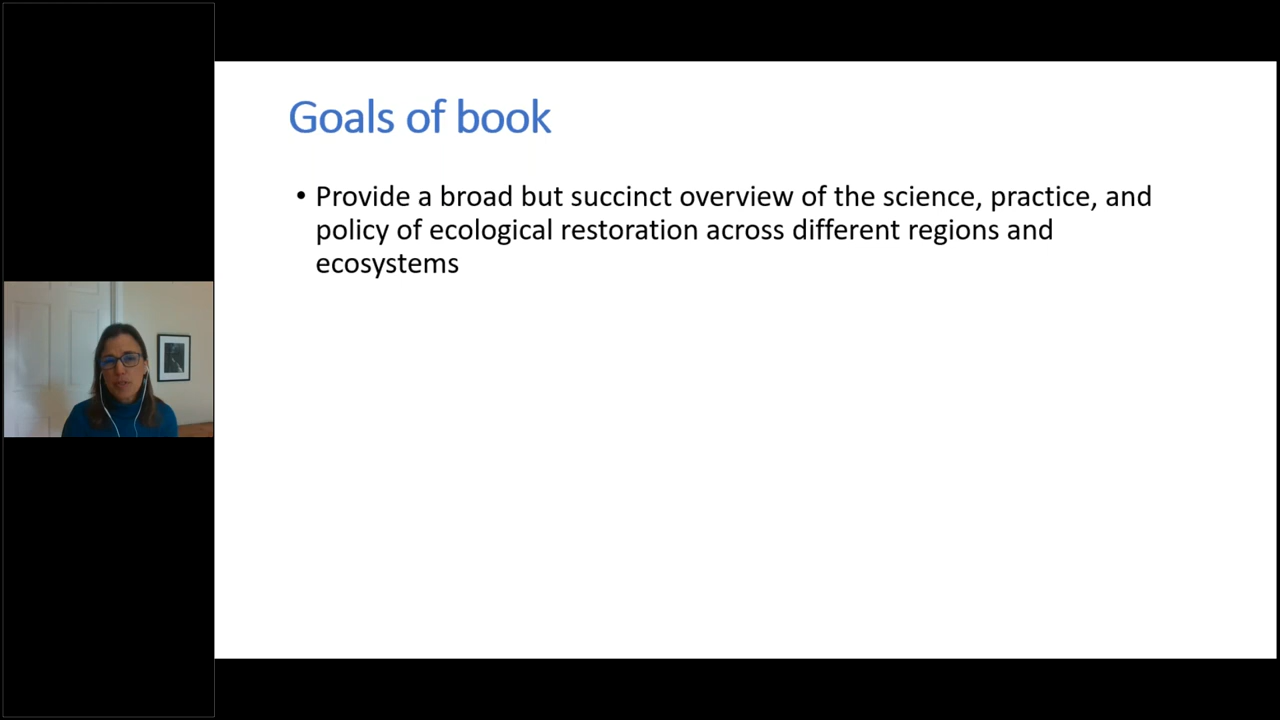 Goals of book
• Provide a broad but succinct overview of the science, practice, and
policy of ecological restoration across different regions and
ecosystems